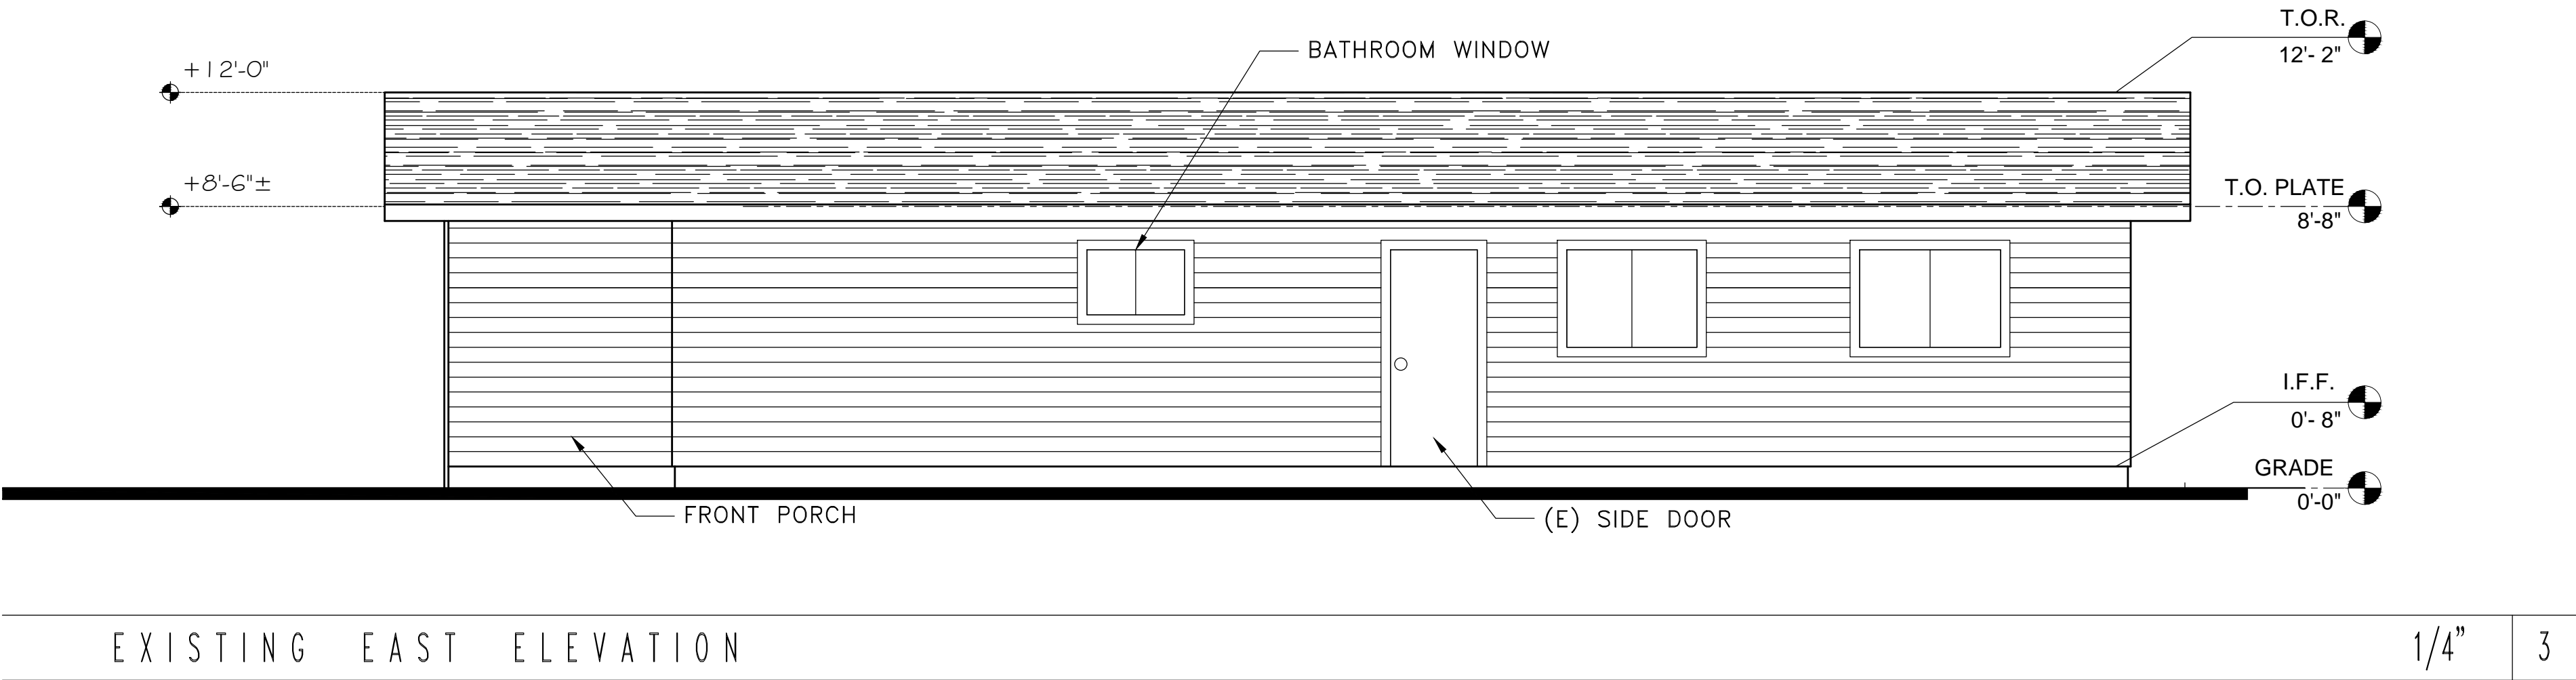 T.O.R.
12'- 2"
BATHROOM WINDOW
+12'-0"
+8'-6"±
T.O. PLATE
8'-8"
I.F.F.
0'- 8"
GRADE
0'-0"
FRONT PORCH
(E) SIDE DOOR
EXISTING EAST ELEVATION
1/4”
3